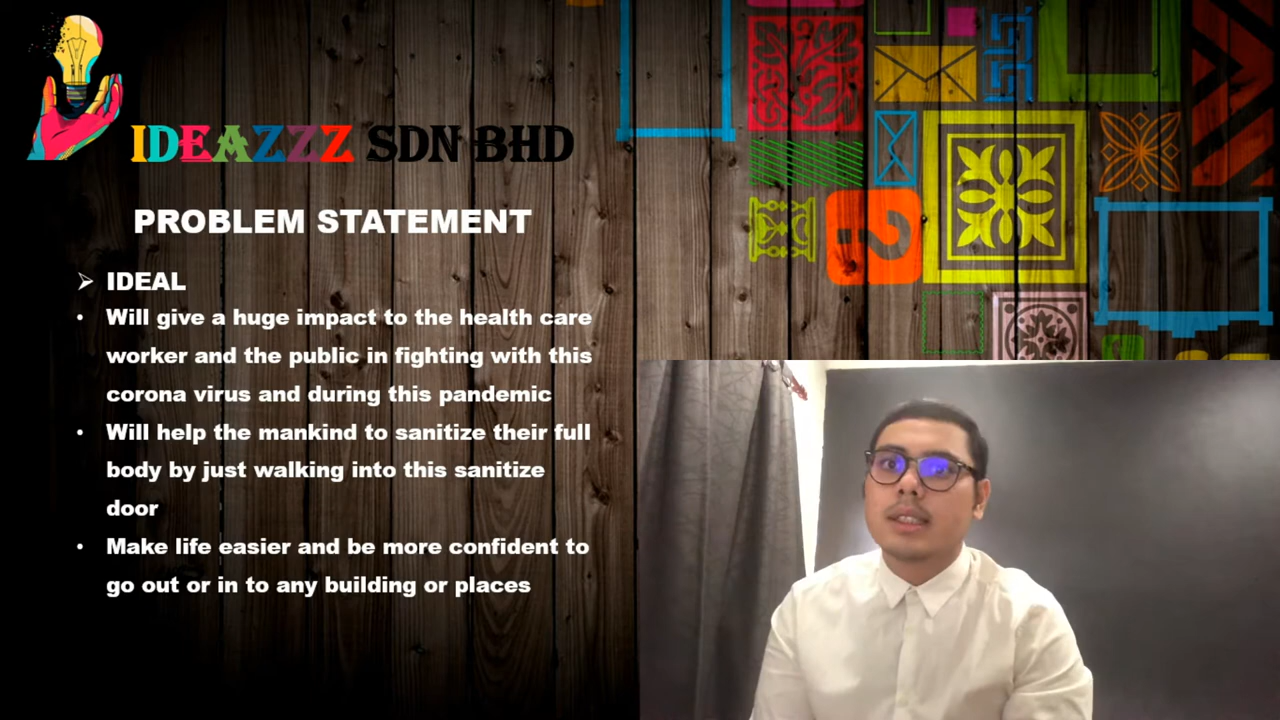 IDEAZZZ SDN BHD
PROBLEM STATEMENT
➢ IDEAL
• Will give a huge impact to the health care
worker and the public in fighting with this
corona virus and during this pandemic
• Will help the mankind to sanitize their full
body by just walking into this sanitize
door
• Make life easier and be more confident to
go out or in to any building or places